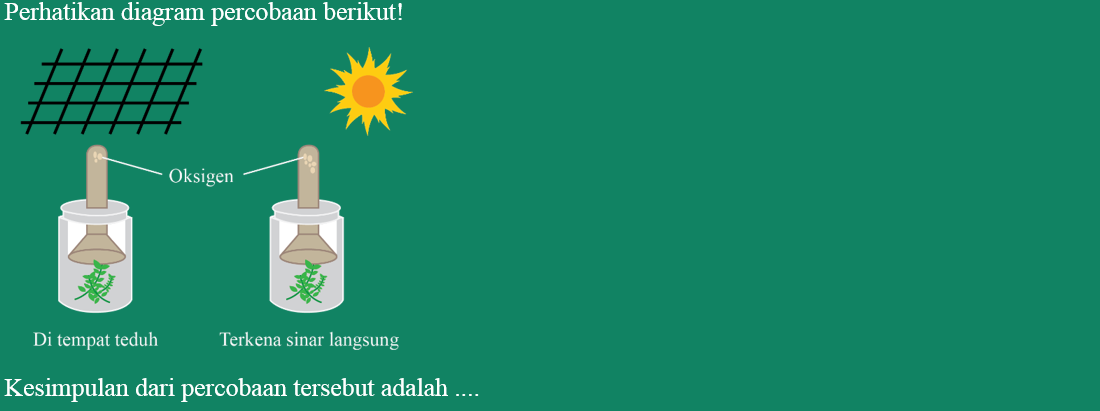 Perhatikan diagram percobaan berikut!
Oksigen
Di tempat teduh
Terkena sinar langsung
Kesimpulan dari percobaan tersebut adalah ....